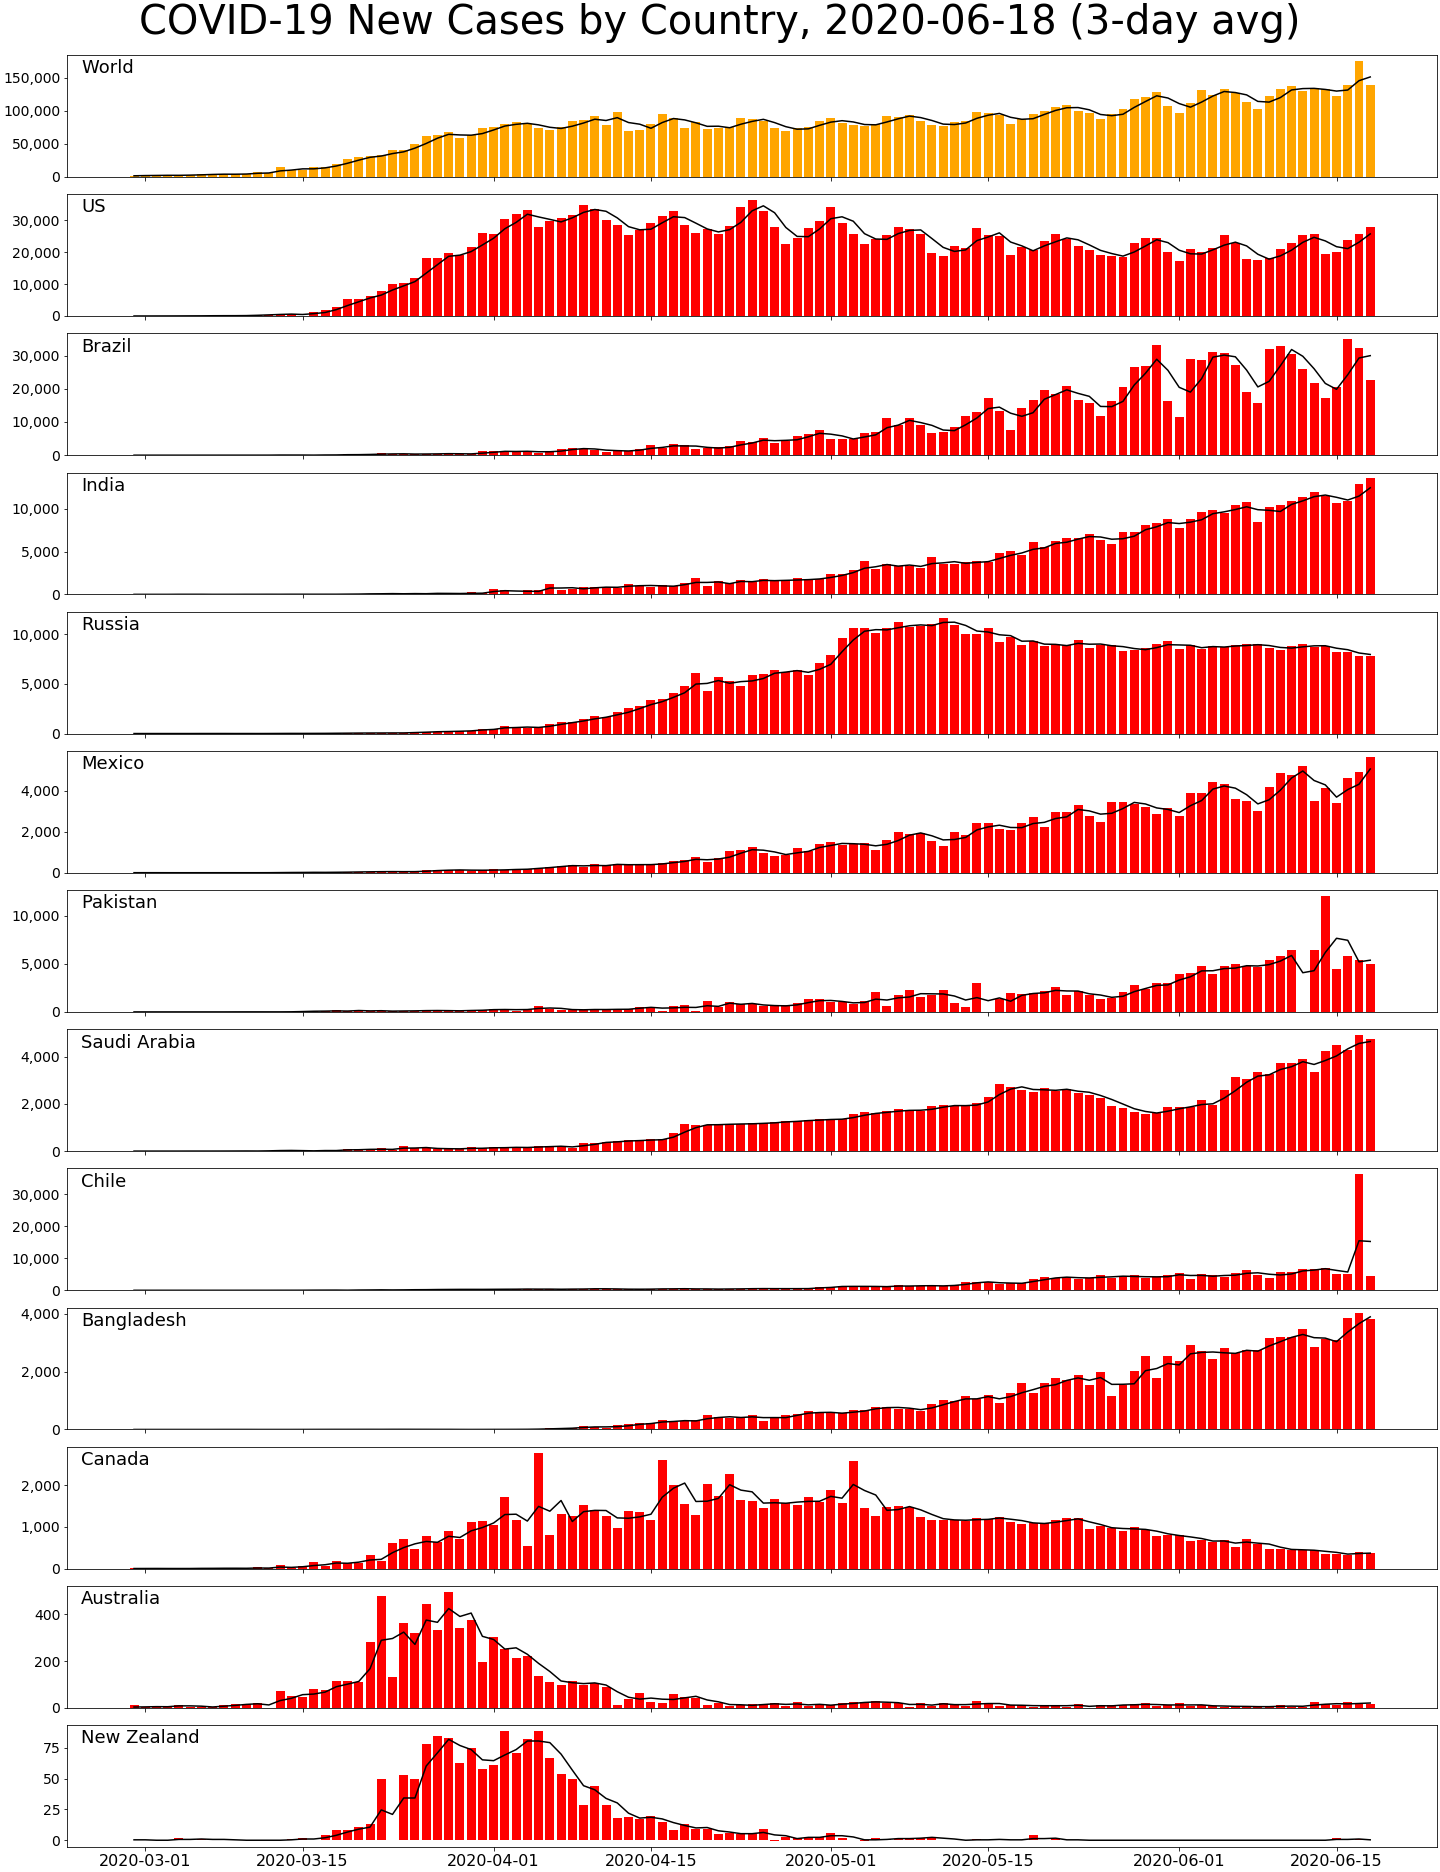 COVID-19 New Cases by Country, 2020-06-18 (3-day avg)
World
150,000
100,000
50,000
0
US
30,000
20,000
10,000
0
Brazil
30,000
20,000
10,000
0
India
10,000
5,000
0
Russia
10,000
5,000
0
Mexico
4,000
2,000
0
Pakistan
10,000
5,000
0
Saudi Arabia
4,000
2,000
0
Chile
30,000
20,000
10,000
0
Bangladesh
4,000
2,000
0
Canada
2,000
1,000
0
Australia
400
200
0
New Zealand
75
50
25
0
2020-03-01 2020-03-15 2020-04-01 2020-04-15 2020-05-01 2020-05-15 2020-06-01 2020-06-15